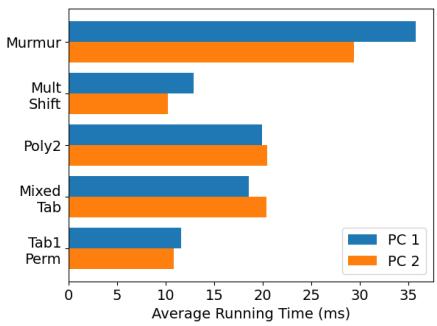 Murmur
Mult
Shift
Poly2
Mixed
Tab
Tab1
Perm
PC 1
PC 2
0 5 10 15 20 25 30 35
Average Running Time (ms)